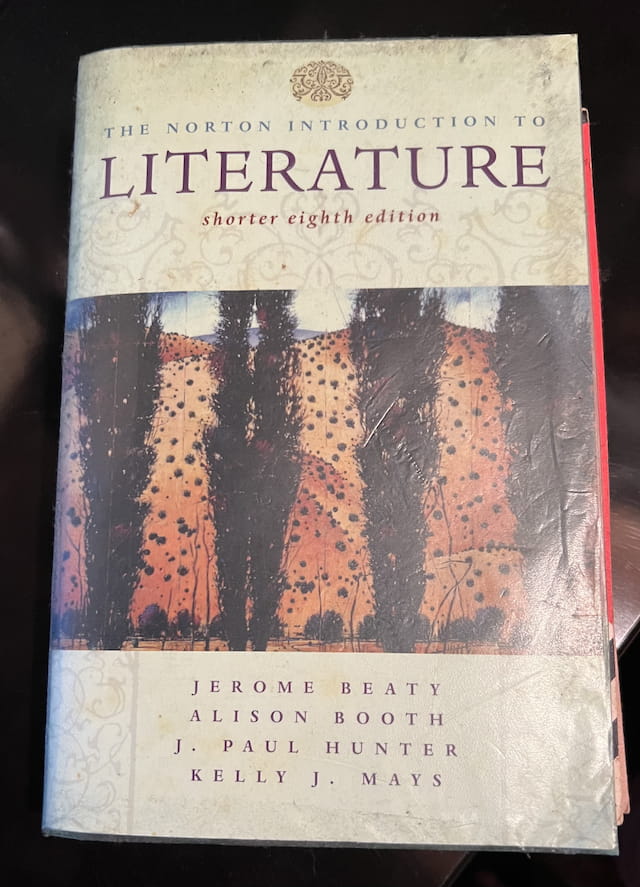 THE NORTON INTRODUCTION TO
LITERATURE
shorter eighth edition
JEROME BEATY
ALISON BOOTH
J. PAUL HUNTER
KELLY J. MAYS